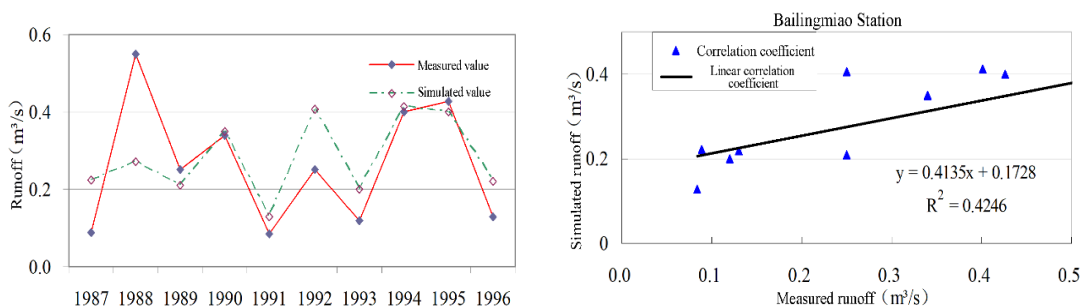 0.6
0.4
0.2
0.0
Runoff（m³/s）
Measured value
Simulated value
1987 1988 1989 1990 1991 1992 1993 1994 1995 1996
Bailingmiao Station
Correlation coefficient
Linear correlation
coefficient
Simulated runoff（m³/s）
0.4
0.2
0
y = 0.4135x + 0.1728
R² = 0.4246
0.0 0.1 0.2 0.3 0.4 0.5
Measured runoff（m³/s）